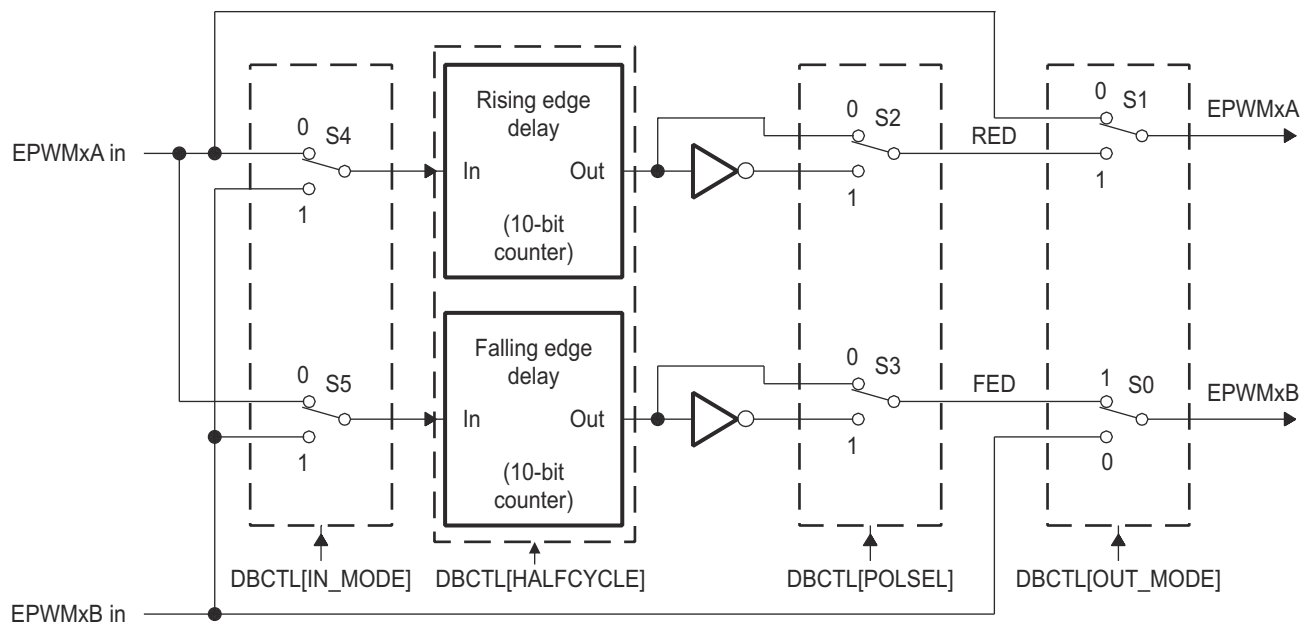 EPWMxA in
0
S4
1
Rising edge
delay
In
Out
(10-bit
counter)
0
S2
1
RED
0
S1
1
EPWMxA
0
S5
1
Falling edge
delay
In
Out
(10-bit
counter)
0
S3
1
FED
1
S0
0
EPWMxB
DBCTL[IN_MODE]
DBCTL[HALFCYCLE]
DBCTL[POLSEL]
DBCTL[OUT_MODE]
EPWMxB in